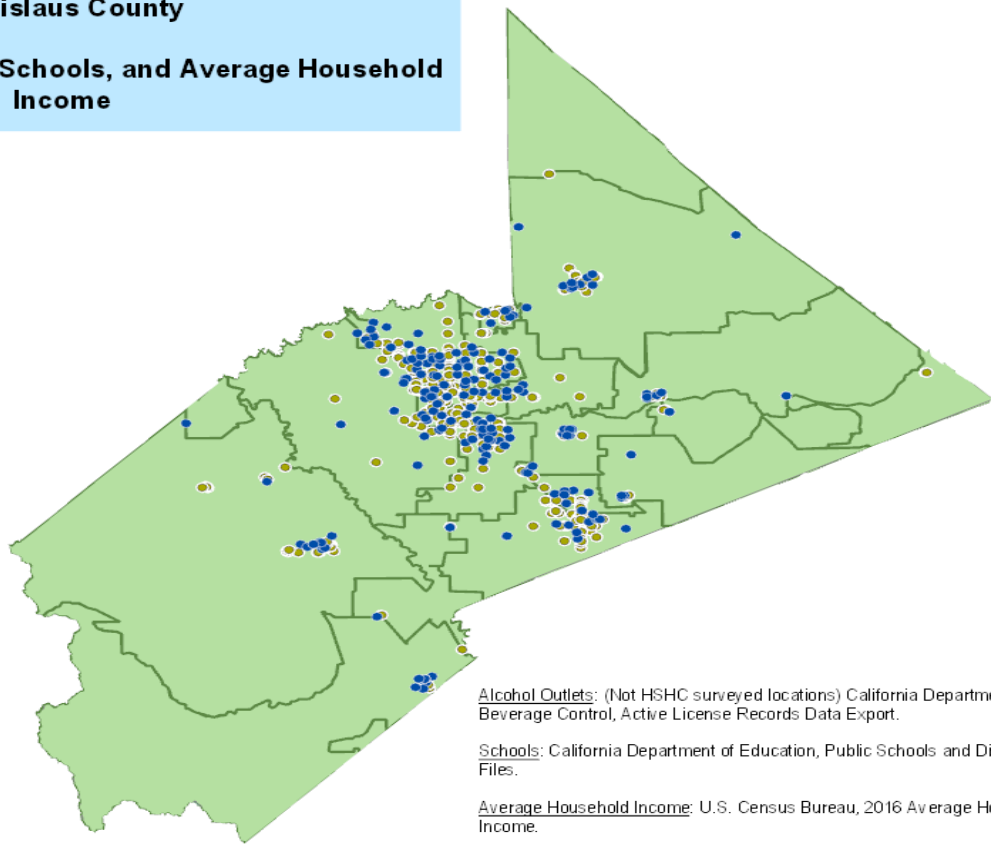 islaus County
Schools, and Average Household
Income
Alcohol Outlets: (Not HSHC surveyed locations) California Departme
Beverage Control, Active License Records Data Export.
Schools: California Department of Education, Public Schools and Di
Files.
Average Household Income: U.S. Census Bureau, 2016 Average Ho
Income.